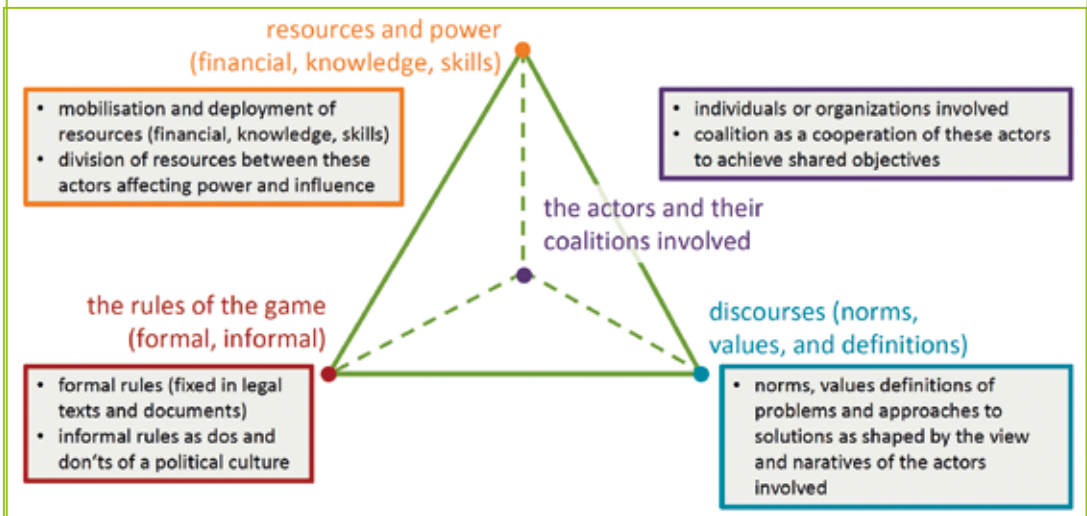 resources and power
(financial, knowledge, skills)
• mobilisation and deployment of
resources (financial, knowledge, skills)
• division of resources between these
actors affecting power and influence
• individuals or organizations involved
• coalition as a cooperation of these actors
to achieve shared objectives
the actors and their
coalitions involved
the rules of the game
(formal, informal)
• formal rules (fixed in legal
texts and documents)
• informal rules as dos and
don'ts of a political culture
discourses (norms,
values, and definitions)
• norms, values definitions of
problems and approaches to
solutions as shaped by the view
and naratives of the actors
involved